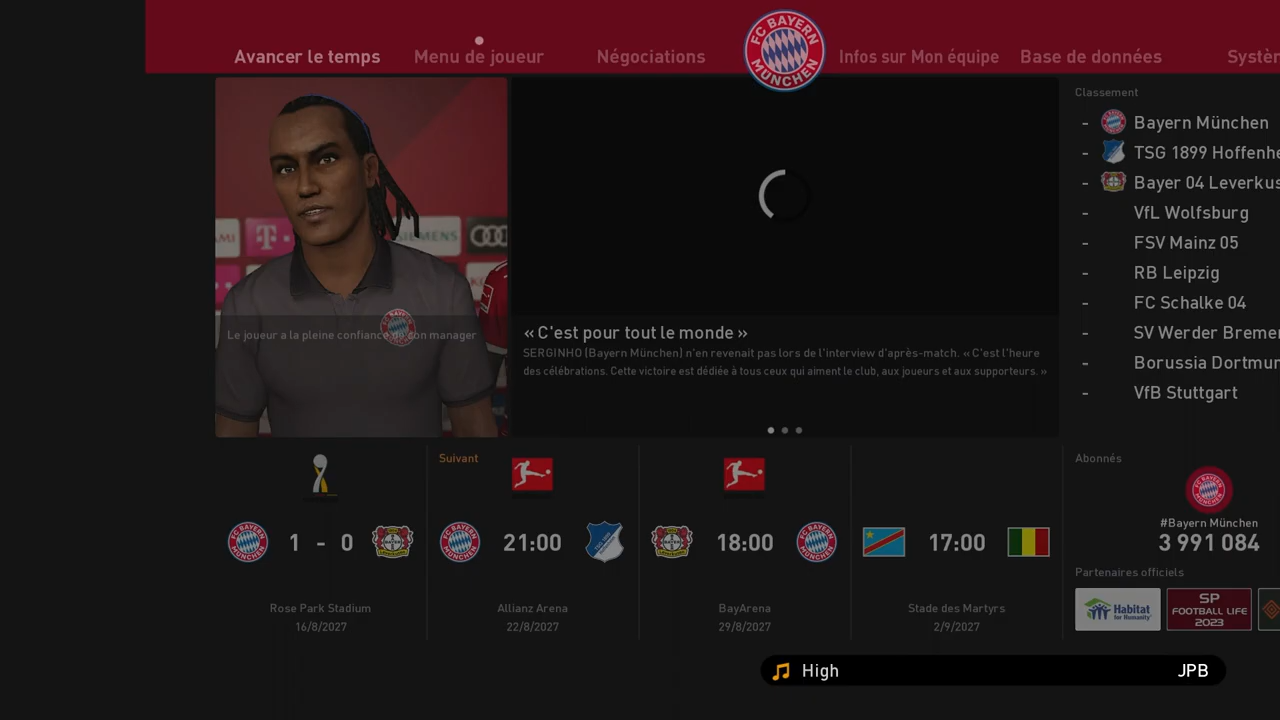 Avancer le temps
Menu de joueur
Négociations
FC BAYERN
MÜNCHEN
Infos sur Mon équipe
Base de données
Systèm
AMI
T
SIEMENS
Le joueur a la pleine confiance de son manager
« C'est pour tout le monde »
SERGINHO (Bayern München) n'en revenait pas lors de l'interview d'après-match. « C'est l'heure
des célébrations. Cette victoire est dédiée à tous ceux qui aiment le club, aux joueurs et aux supporteurs. »
Classement
- Bayern München
- TSG 1899 Hoffenhe
- Bayer 04 Leverkus
- VfL Wolfsburg
- FSV Mainz 05
- RB Leipzig
- FC Schalke 04
- SV Werder Bremen
- Borussia Dortmun
- VfB Stuttgart
1 - 0
Rose Park Stadium
16/8/2027
Suivant
21:00
Allianz Arena
22/8/2027
18:00
BayArena
29/8/2027
17:00
Stade des Martyrs
2/9/2027
Abonnés
#Bayern München
3 991 084
Partenaires officiels
Habitat
for Humanity
SP
FOOTBALL LIFE
2023
High
JPB